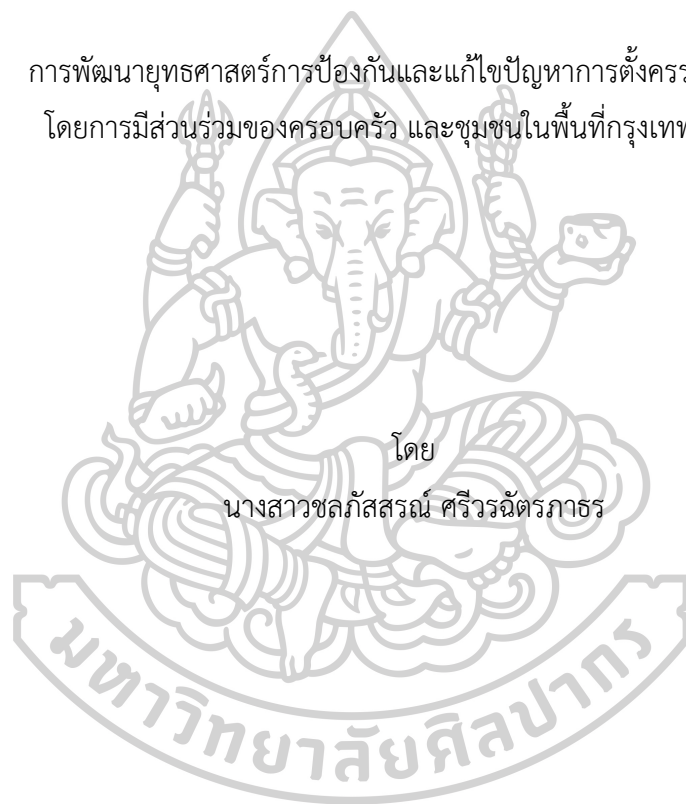 การพัฒนายุทธศาสตร์การป้องกันและแก้ไขปัญหาการตั้งครร
โดยการมีส่วนร่วมของครอบครัว และชุมชนในพื้นที่กรุงเทพ
โดย
นางสาวชลภัสสรณ์ ศรีวรฉัตรภาธร
มหาวิทยาลัยศิลปากร